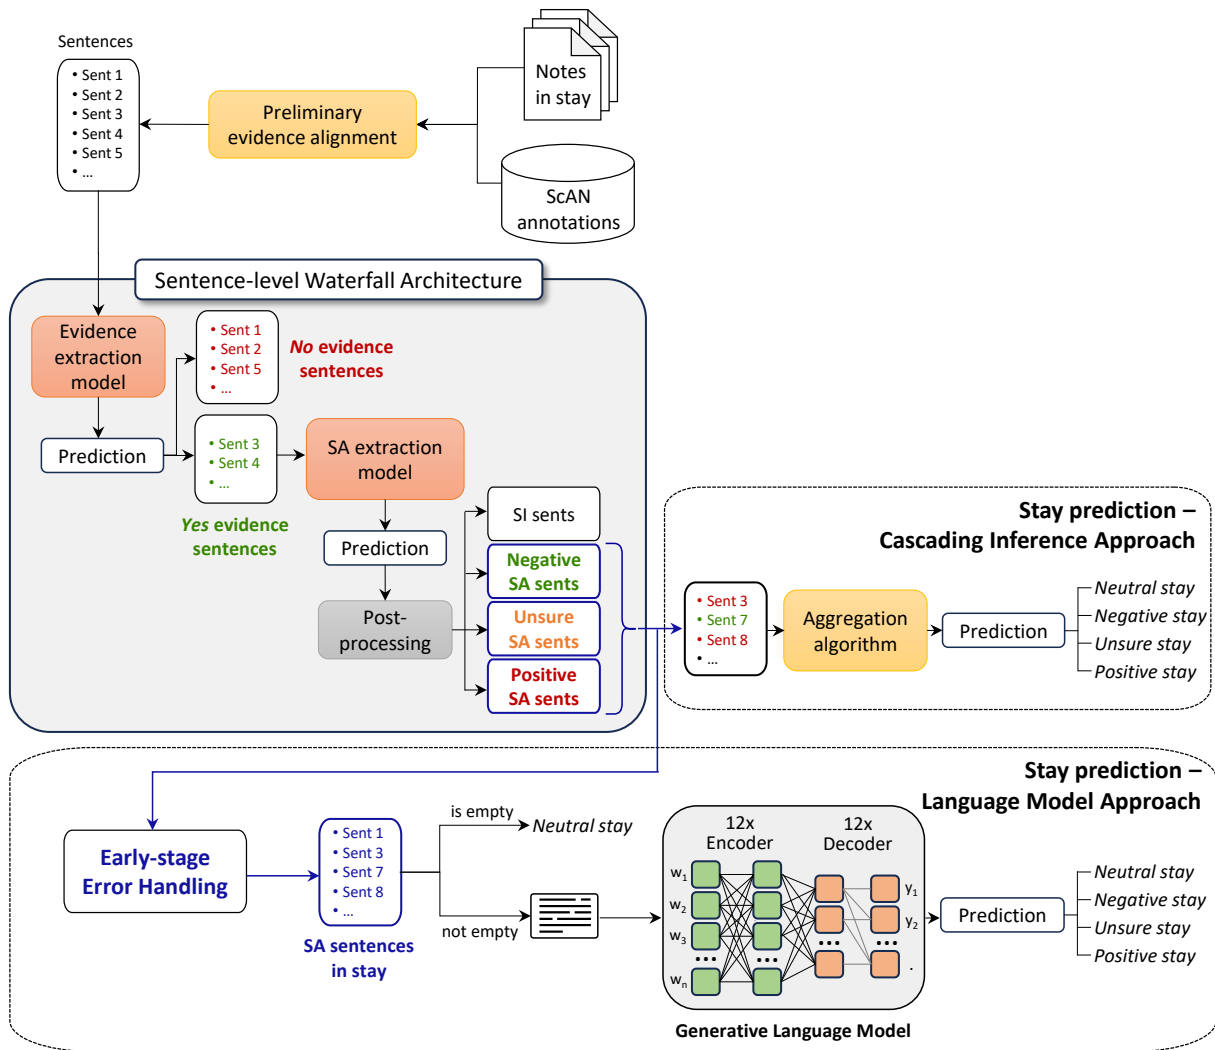 Sentences
• Sent 1
• Sent 2
• Sent 3
• Sent 4
• Sent 5
• ...
Preliminary
evidence alignment
Notes
in stay
ScAN
annotations
Sentence-level Waterfall Architecture
Evidence
extraction
model
• Sent 1
• Sent 2
• Sent 5
• ...
No evidence
sentences
Prediction
• Sent 3
• Sent 4
• ...
Yes evidence
sentences
SA extraction
model
Prediction
Post-
processing
SI sents
Negative
SA sents
Unsure
SA sents
Positive
SA sents
Stay prediction –
Cascading Inference Approach
• Sent 3
• Sent 7
• Sent 8
• ...
Aggregation
algorithm
Prediction
Neutral stay
Negative stay
Unsure stay
Positive stay
Stay prediction –
Language Model Approach
Early-stage
Error Handling
• Sent 1
• Sent 3
• Sent 7
• Sent 8
• ...
SA sentences
in stay
is empty
Neutral stay
not empty
12x
Encoder
12x
Decoder
w1
w2
w3
...
wn
...
...
...
y1
y2
.
Generative Language Model
Prediction
Neutral stay
Negative stay
Unsure stay
Positive stay